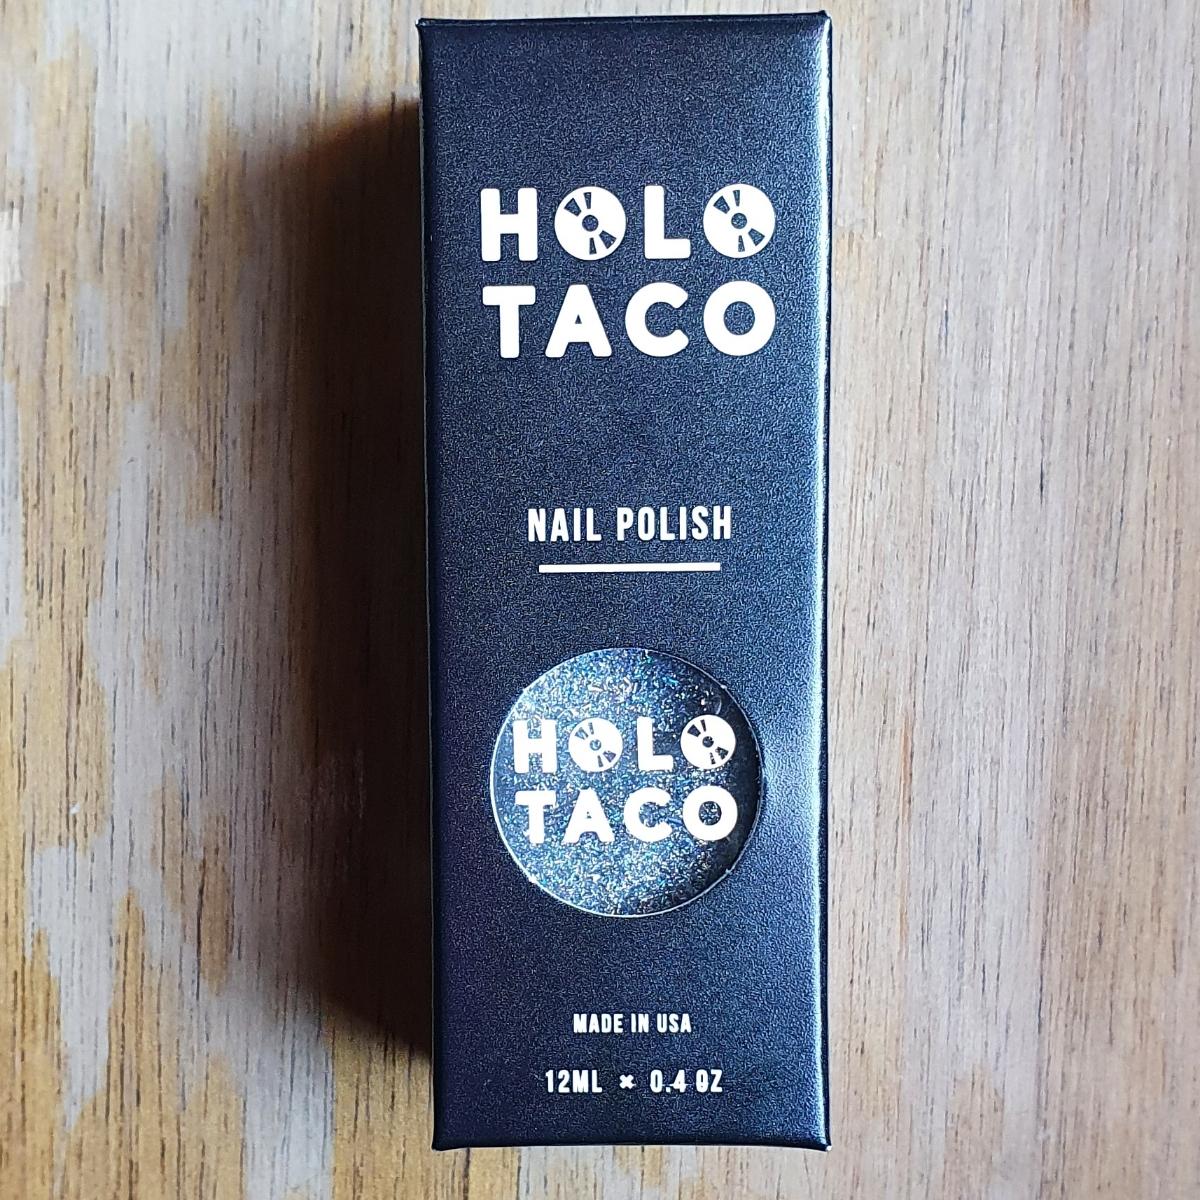 HOLO
TACO
NAIL POLISH
HOLO
TACO
MADE IN USA
12ML × 0.4 OZ